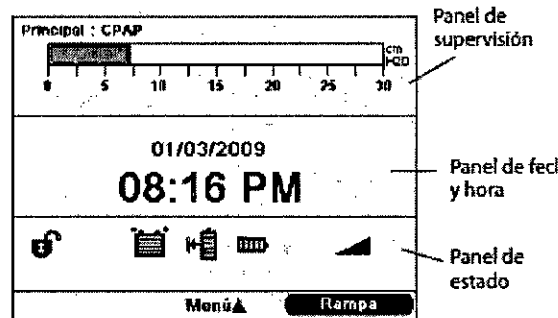 Principal : CPAP
cm
H2O
0 5 10 15 20 25 30
Panel de
supervisión
01/03/2009
08:16 PM
Panel de fecl
y hora
Panel de
estado
Menú▲ Rampa